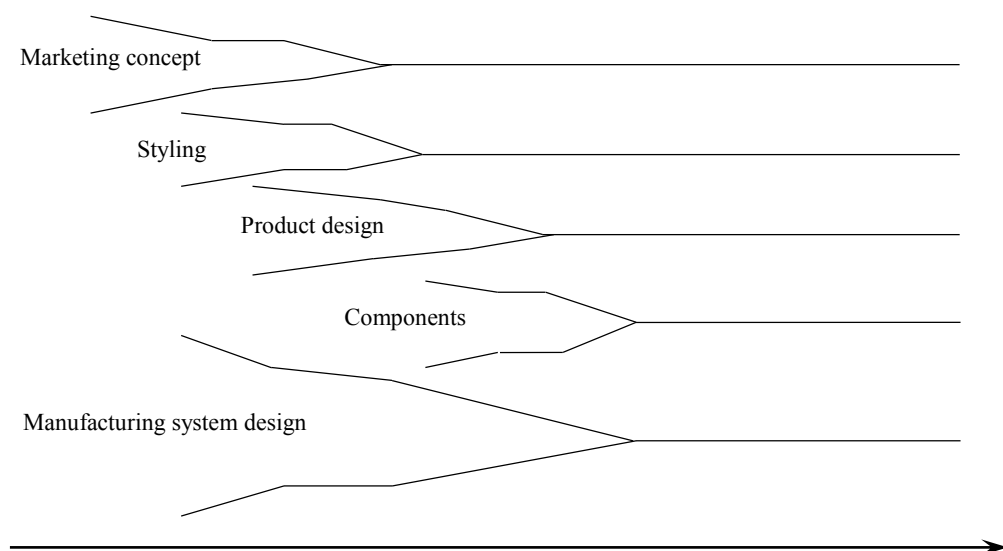 Marketing concept
Styling
Product design
Components
Manufacturing system design